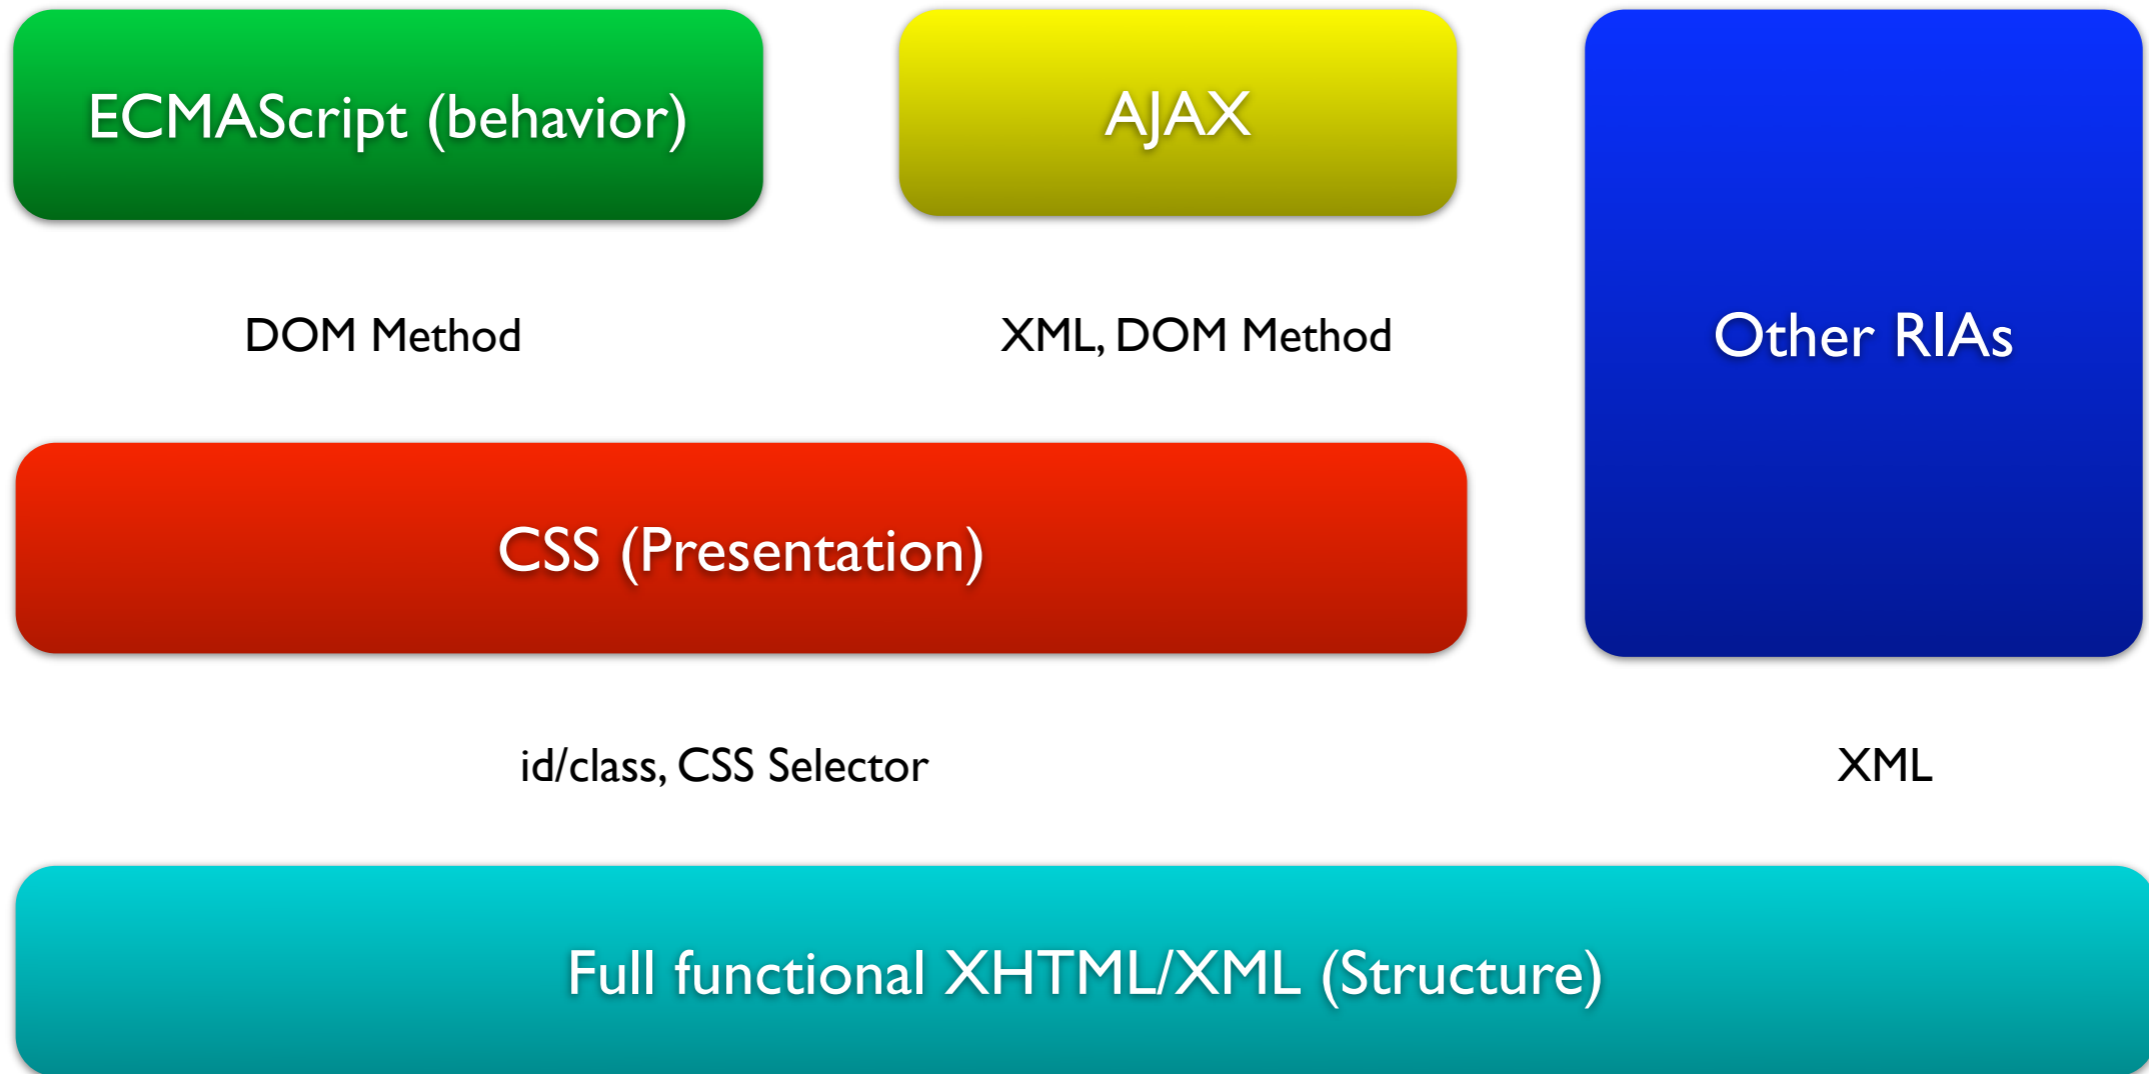 ECMAScript (behavior)
AJAX
DOM Method
XML, DOM Method
Other RIAs
CSS (Presentation)
id/class, CSS Selector
XML
Full functional XHTML/XML (Structure)